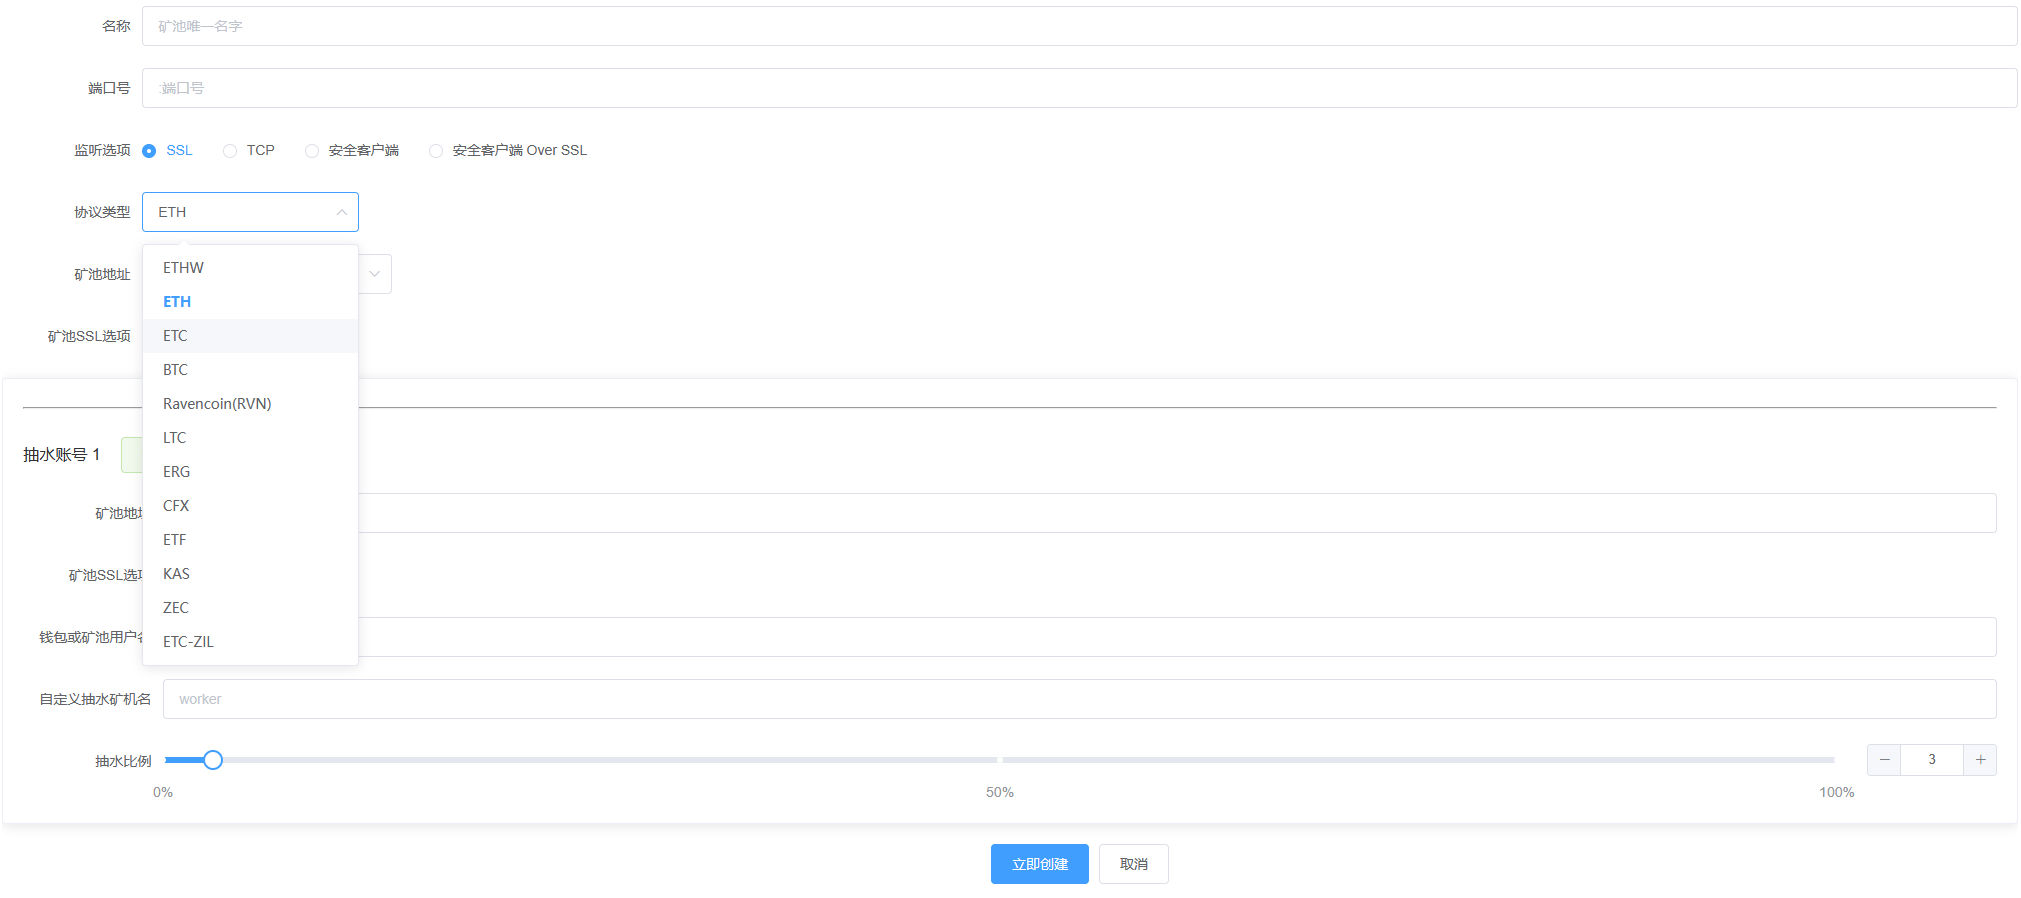 名称 矿池唯一名字
端口号 :端口号
监听选项 SSL TCP 安全客户端 安全客户端 Over SSL
协议类型 ETH
矿池地址
矿池SSL选项
ETHW
ETH
ETC
BTC
Ravencoin(RVN)
LTC
ERG
CFX
ETF
KAS
ZEC
ETC-ZIL
抽水账号 1
矿池地
矿池SSL选
钱包或矿池用户
自定义抽水矿机名 worker
抽水比例 3
0% 50% 100%
立即创建 取消